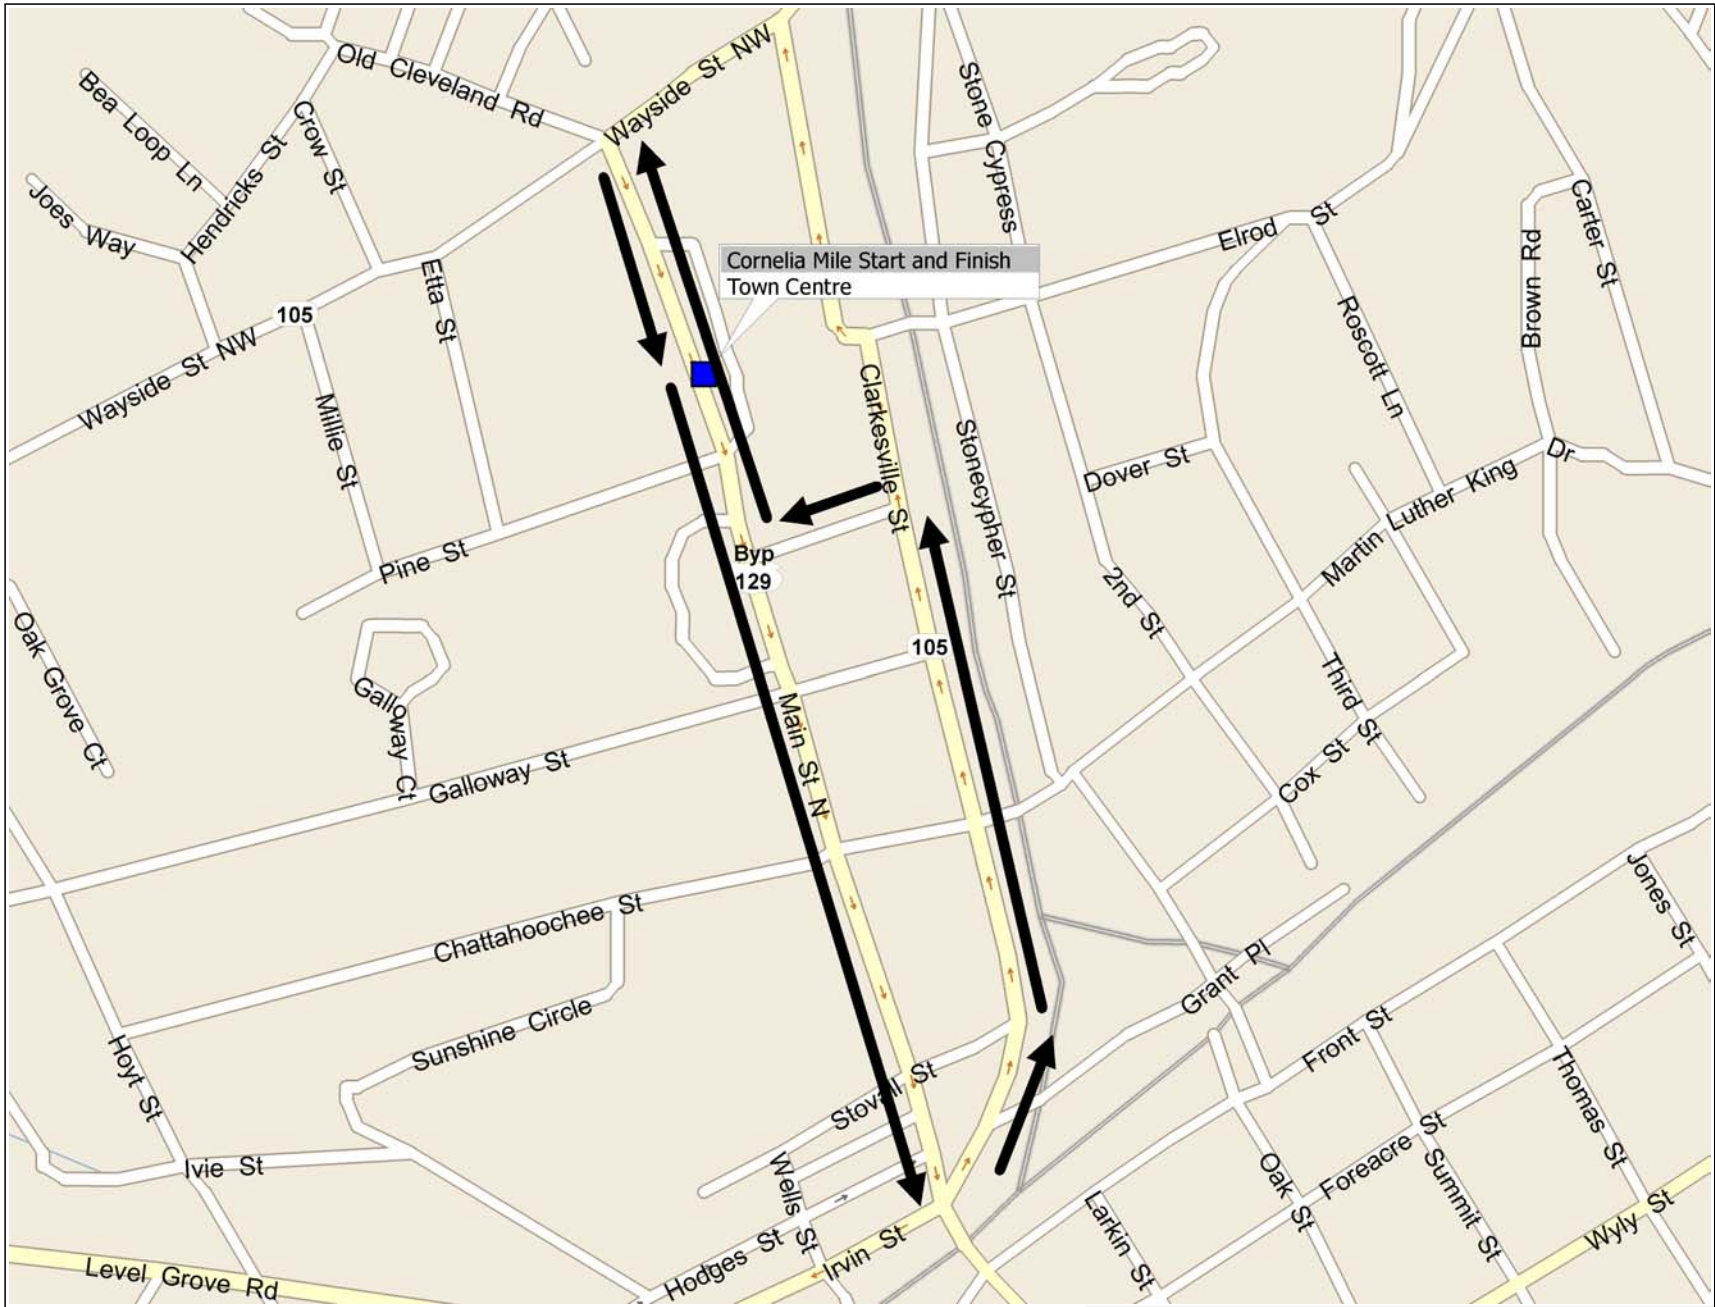 Old Cleveland Rd
Wayside St NW
Bea Loop Ln
Crow St
Hendricks St
Joes Way
Stone Cypress
Elrod St
Carter St
Cornelia Mile Start and Finish
Town Centre
Etta St
105
Wayside St NW
Brown Rd
Roscott Ln
Millie St
Clarkesville St
Stonecypher St
Dover St
Martin Luther King Dr
Pine St
Byp
129
2nd St
105
Oak Grove Ct
Galloway Ct
Third St
Main St N
Galloway St
Cox St
Chattahoochee St
Jones St
Grant Pl
Sunshine Circle
Front St
Hoyt St
Stovall St
Thomas St
Ivie St
Foreacre St
Wells St
Oak St
Summit St
Larkin St
Wyly St
Hodges St
Irvin St
Level Grove Rd